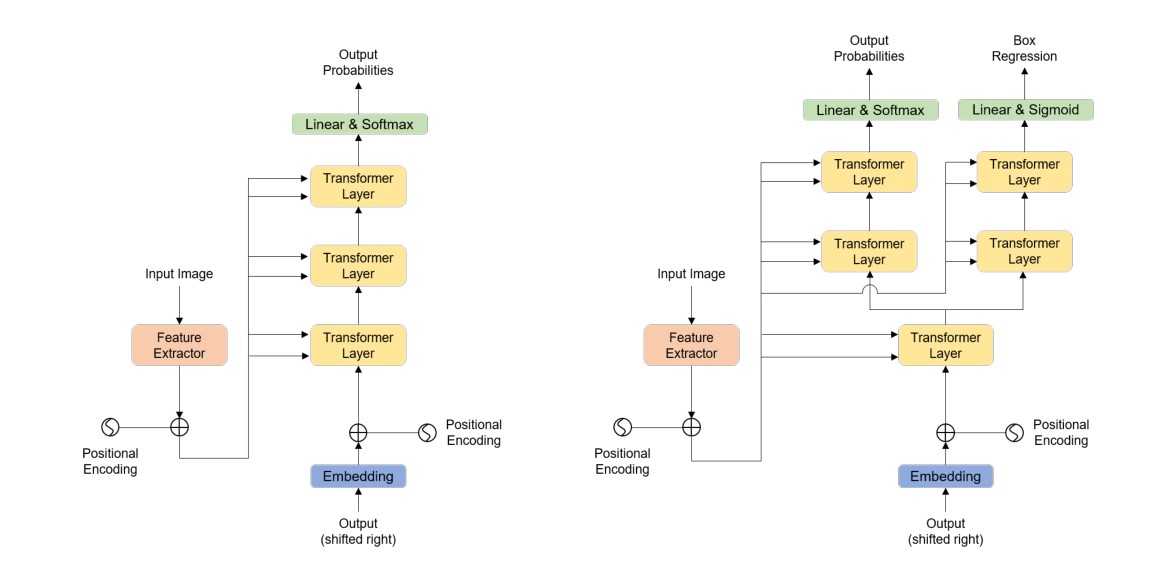 Output
Probabilities
Linear & Softmax
Transformer
Layer
Transformer
Layer
Input Image
Feature
Extractor
Transformer
Layer
Positional
Encoding
Positional
Encoding
Embedding
Output
(shifted right)
Output
Probabilities
Box
Regression
Linear & Softmax
Linear & Sigmoid
Transformer
Layer
Transformer
Layer
Transformer
Layer
Transformer
Layer
Input Image
Feature
Extractor
Transformer
Layer
Positional
Encoding
Positional
Encoding
Embedding
Output
(shifted right)